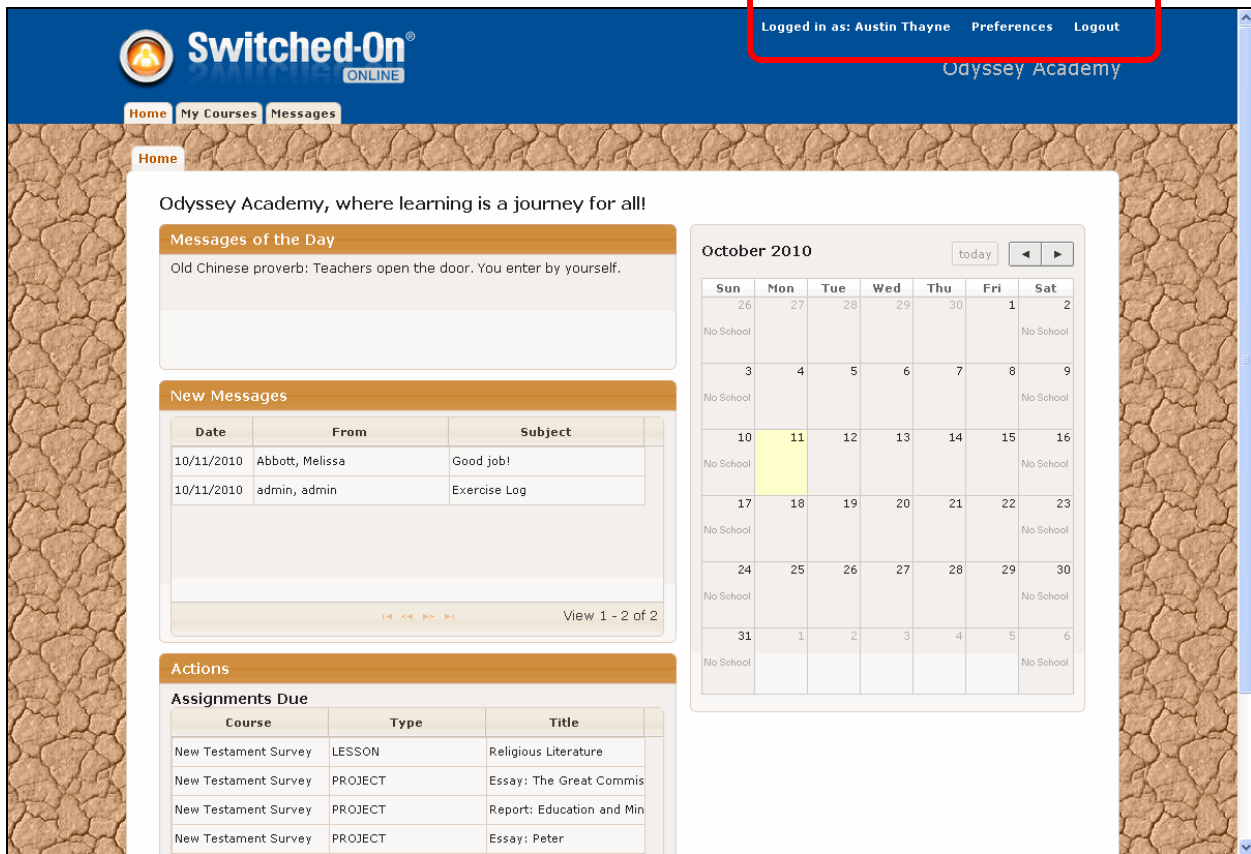 Logged in as: Austin Thayne Preferences Logout
Switched-On®
ONLINE
Odyssey Academy
Home My Courses Messages
Home
Odyssey Academy, where learning is a journey for all!
Messages of the Day
Old Chinese proverb: Teachers open the door. You enter by yourself.
New Messages
Date From Subject
10/11/2010 Abbott, Melissa Good job!
10/11/2010 admin, admin Exercise Log
View 1 - 2 of 2
Actions
Assignments Due
Course Type Title
New Testament Survey LESSON Religious Literature
New Testament Survey PROJECT Essay: The Great Commis
New Testament Survey PROJECT Report: Education and Min
New Testament Survey PROJECT Essay: Peter
October 2010 today
Sun Mon Tue Wed Thu Fri Sat
26 27 28 29 30 1 2
No School No School
3 4 5 6 7 8 9
No School No School
10 11 12 13 14 15 16
No School No School
17 18 19 20 21 22 23
No School No School
24 25 26 27 28 29 30
No School No School
31 1 2 3 4 5 6
No School No School